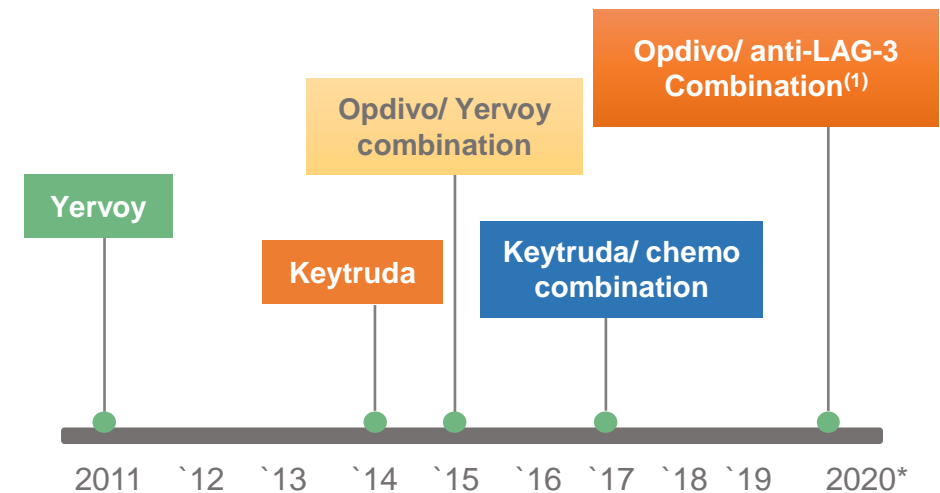 Opdivo/ anti-LAG-3
Combination(1)
Opdivo/ Yervoy
combination
Yervoy
Keytruda/ chemo
combination
Keytruda
2011 `12 `13 `14 `15 `16 `17 `18 `19 2020*